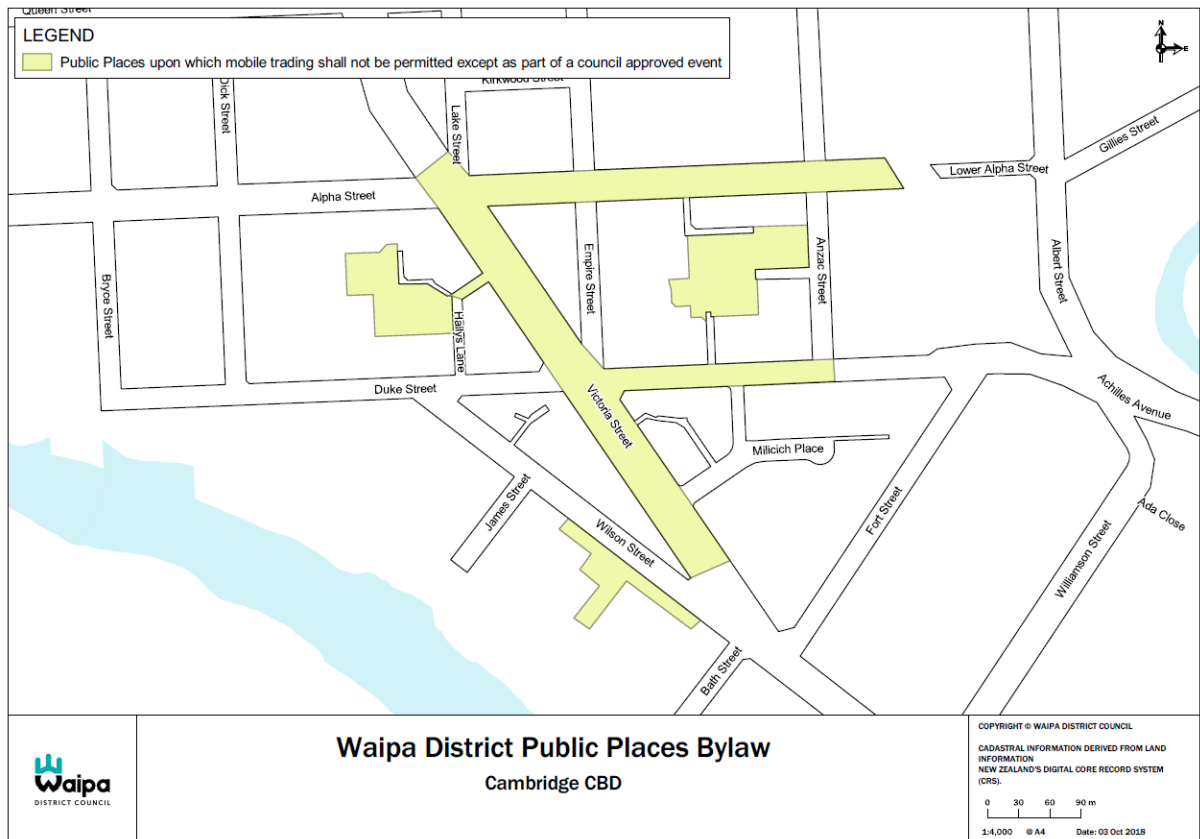 Queen Street
LEGEND
Public Places upon which mobile trading shall not be permitted except as part of a council approved event
N
E
Kirkwood Street
Dick Street
Lake Street
Gillies Street
Lower Alpha Street
Alpha Street
Bryce Street
Empire Street
Anzac Street
Albert Street
Hallys Lane
Duke Street
Victoria Street
Achilles Avenue
Milicich Place
James Street
Wilson Street
Fort Street
Ada Close
Williamson Street
Bath Street
Waipa
DISTRICT COUNCIL
Waipa District Public Places Bylaw
Cambridge CBD
COPYRIGHT © WAIPA DISTRICT COUNCIL
CADASTRAL INFORMATION DERIVED FROM LAND
INFORMATION
NEW ZEALAND'S DIGITAL CORE RECORD SYSTEM
(CRS).
0 30 60 90 m
1:4,000 @ A4 Date: 03 Oct 2018